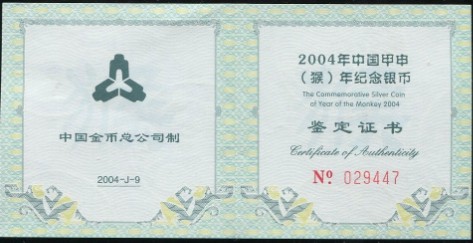 中国金币总公司制
2004-J-9
2004年中国甲申
(猴)年纪念银币
The Commemorative Silver Coin
of Year of the Monkey 2004
鉴定证书
Certificate of Authenticity
Nº 029447